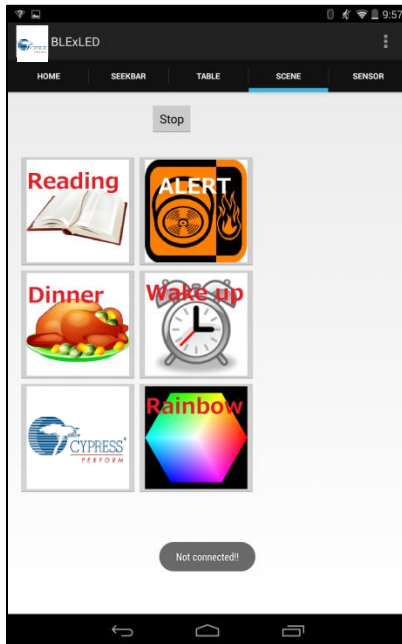 9:57
BLExLED
HOME SEEKBAR TABLE SCENE SENSOR
Stop
Reading ALERT
Dinner Wake up
CYPRESS
PERFORM
Rainbow
Not connected!!